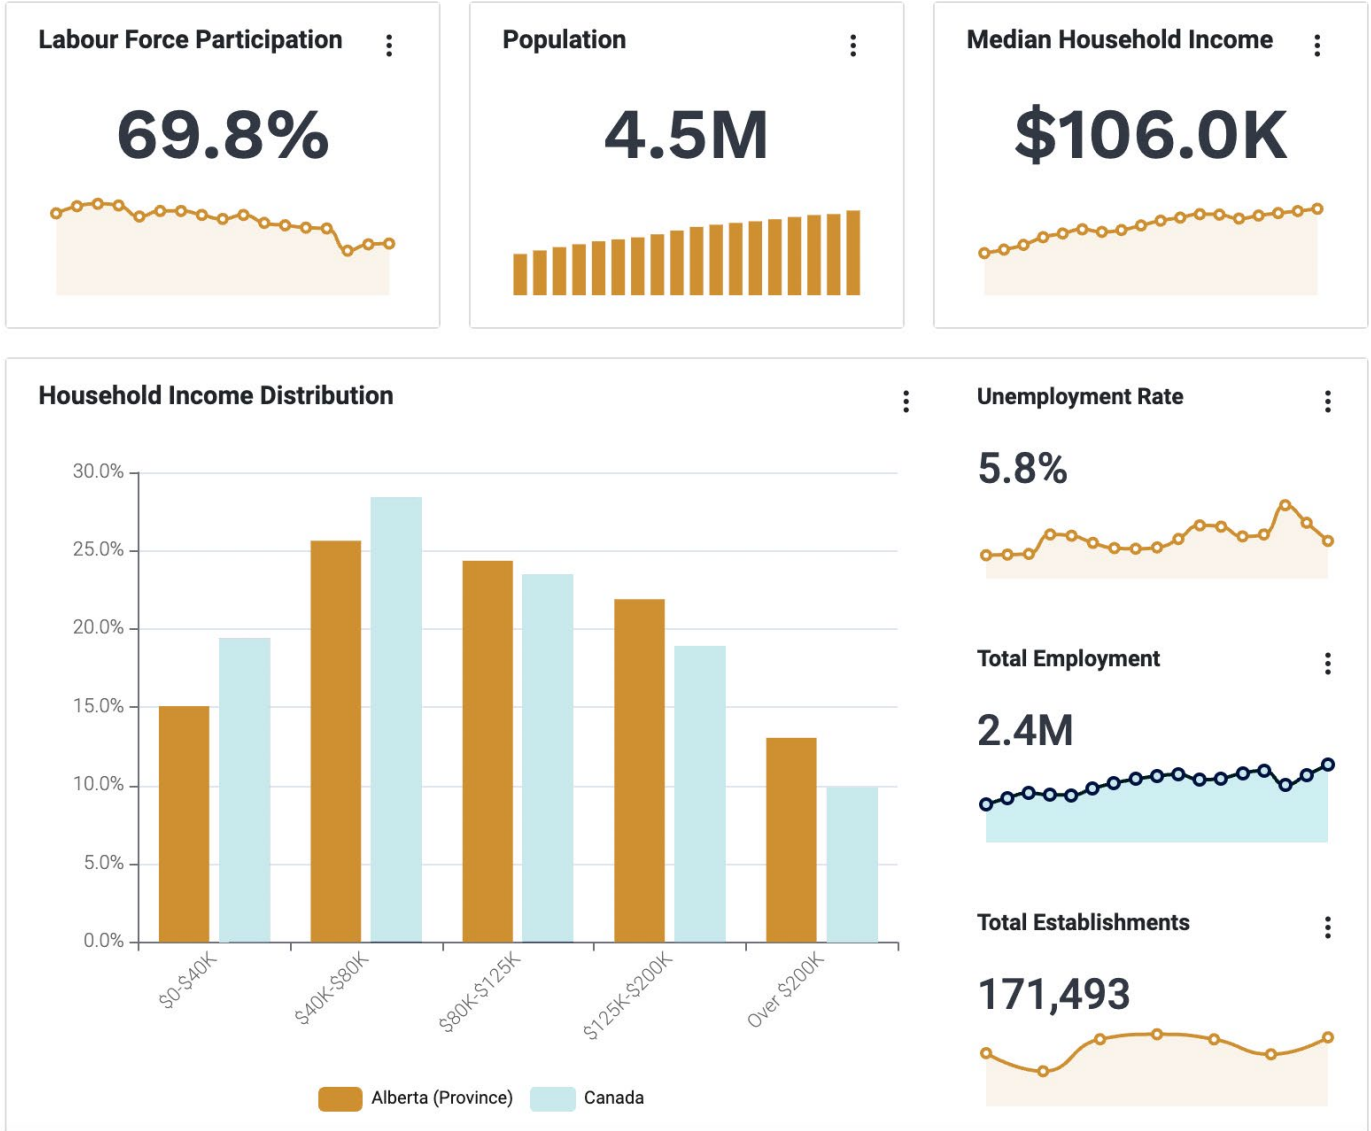 Labour Force Participation
69.8%
Population
4.5M
Median Household Income
$106.0K
Household Income Distribution
30.0%
25.0%
20.0%
15.0%
10.0%
5.0%
0.0%
$0-$40K
$40K-$80K
$80K-$125K
$125K-$200K
Over $200K
Alberta (Province)
Canada
Unemployment Rate
5.8%
Total Employment
2.4M
Total Establishments
171,493